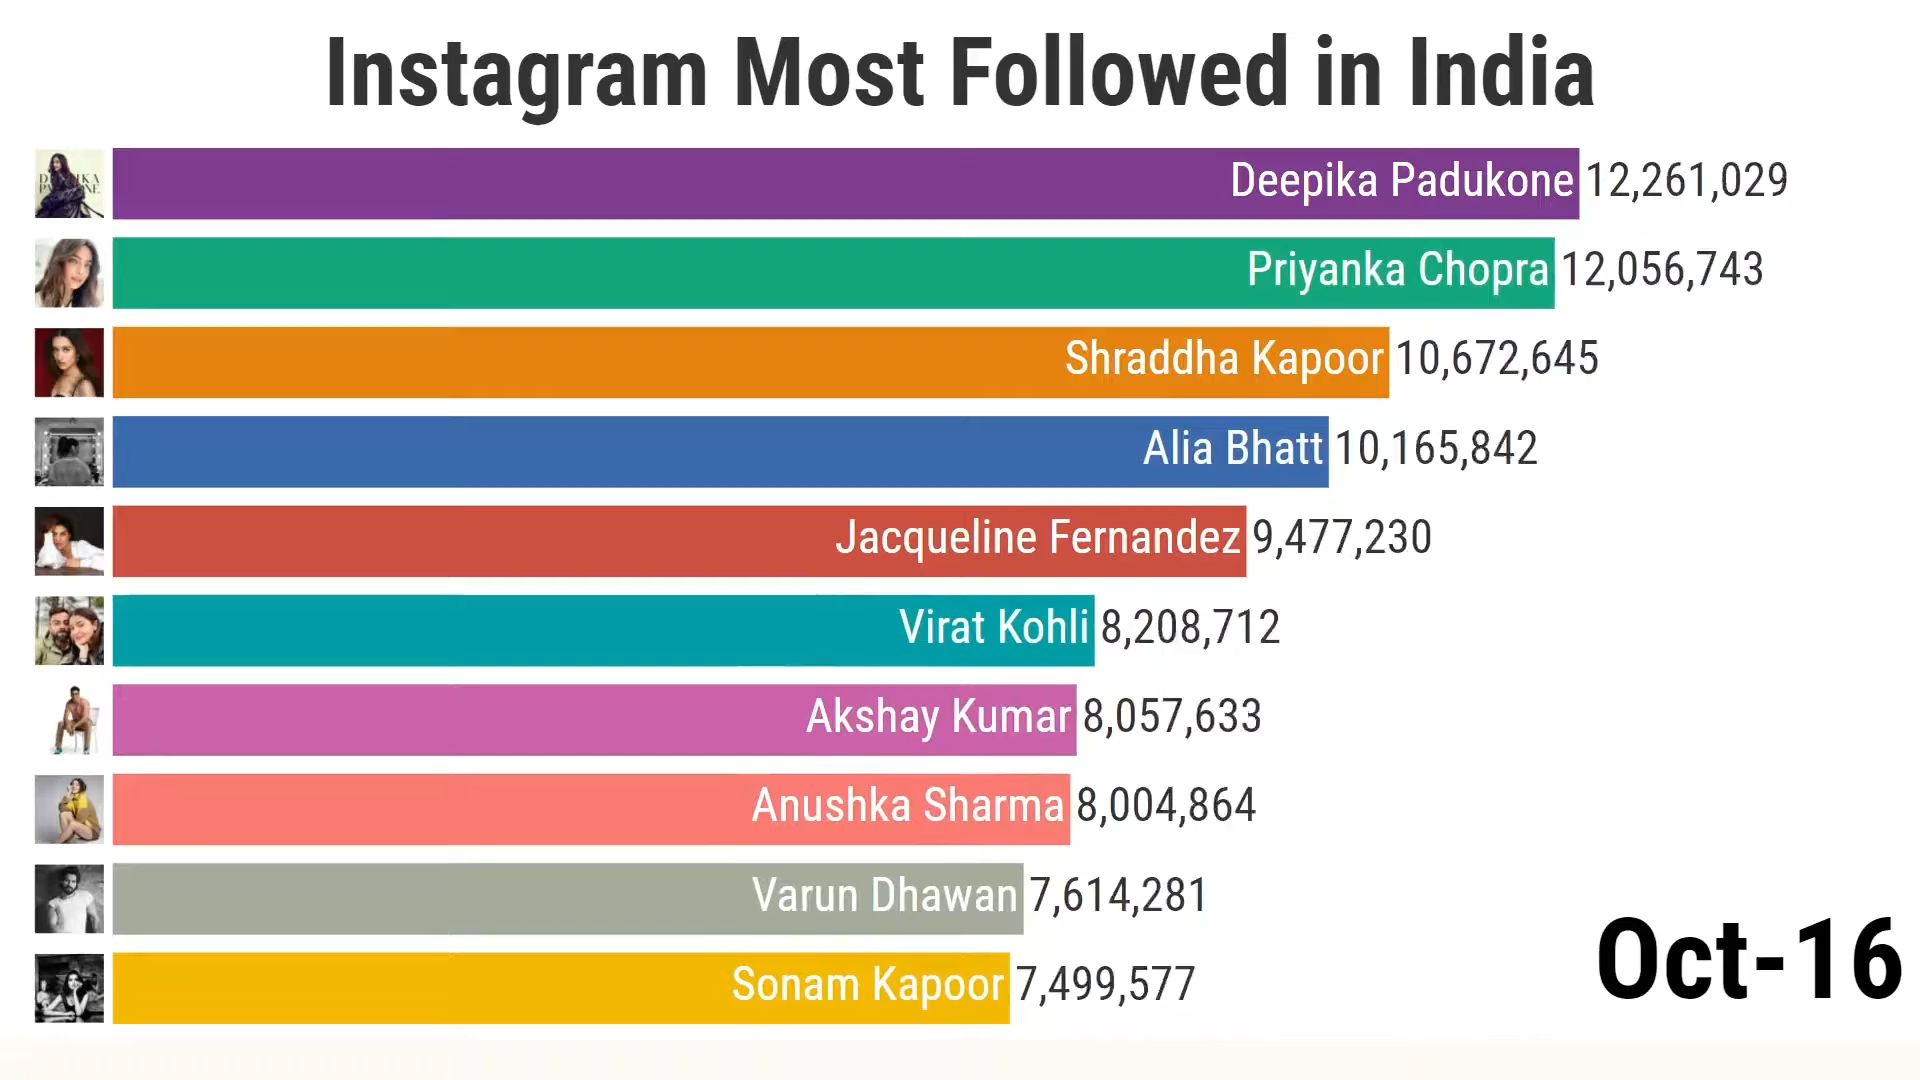 Instagram Most Followed in India
Deepika Padukone 12,261,029
Priyanka Chopra 12,056,743
Shraddha Kapoor 10,672,645
Alia Bhatt 10,165,842
Jacqueline Fernandez 9,477,230
Virat Kohli 8,208,712
Akshay Kumar 8,057,633
Anushka Sharma 8,004,864
Varun Dhawan 7,614,281
Sonam Kapoor 7,499,577
Oct-16